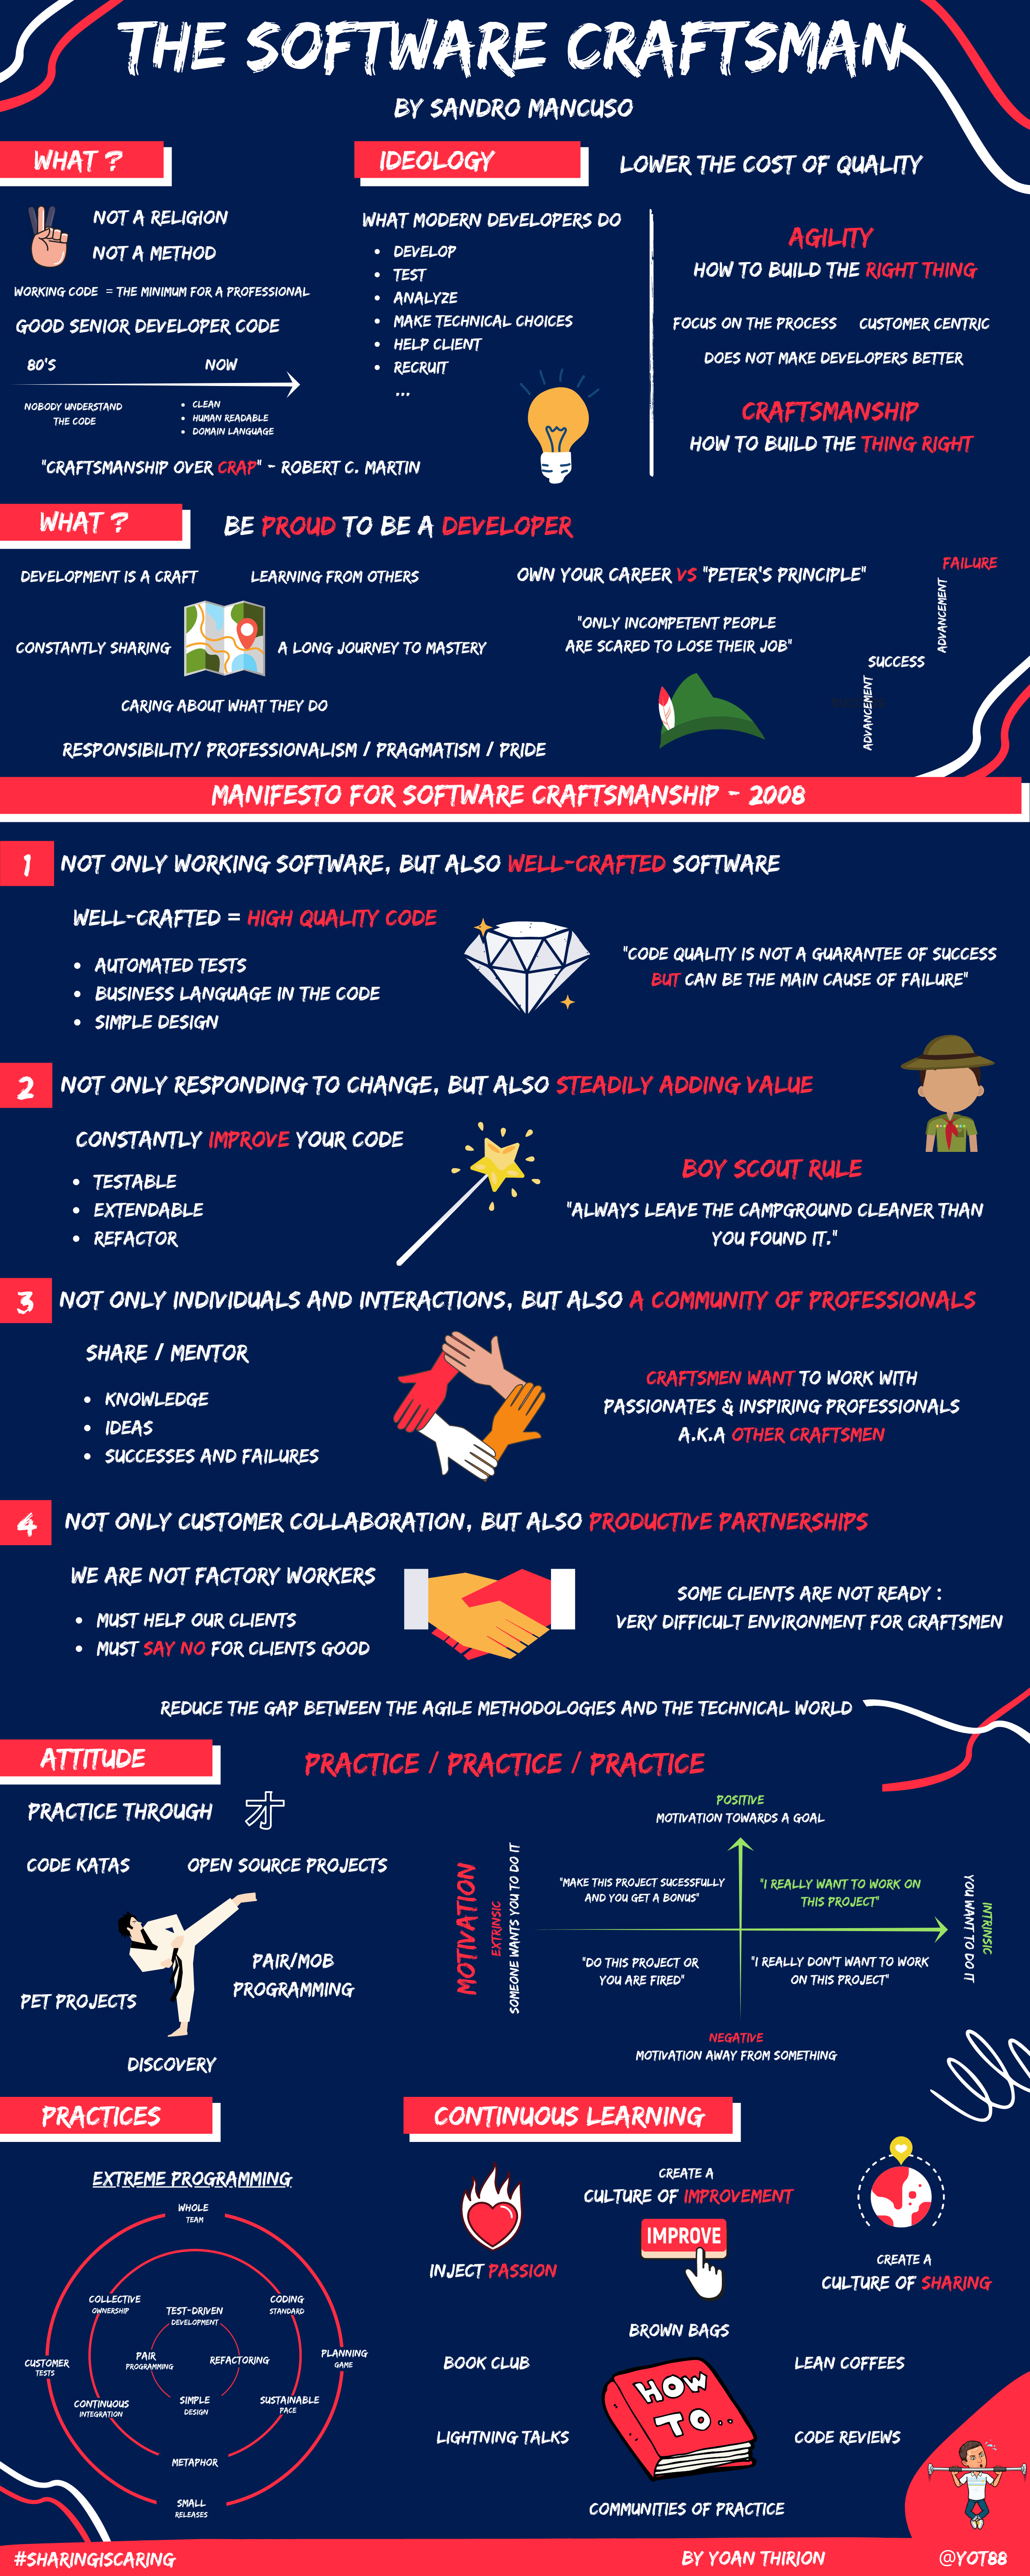 THE SOFTWARE CRAFTSMAN
BY SANDRO MANCUSO
WHAT ?
NOT A RELIGION
NOT A METHOD
WORKING CODE = THE MINIMUM FOR A PROFESSIONAL
GOOD SENIOR DEVELOPER CODE
80'S
NOW
NOBODY UNDERSTAND
THE CODE
• CLEAN
• HUMAN READABLE
• DOMAIN LANGUAGE
"CRAFTSMANSHIP OVER CRAP" - ROBERT C. MARTIN
IDEOLOGY
LOWER THE COST OF QUALITY
WHAT MODERN DEVELOPERS DO
• DEVELOP
• TEST
• ANALYZE
• MAKE TECHNICAL CHOICES
• HELP CLIENT
• RECRUIT
...
AGILITY
HOW TO BUILD THE RIGHT THING
FOCUS ON THE PROCESS
CUSTOMER CENTRIC
DOES NOT MAKE DEVELOPERS BETTER
CRAFTSMANSHIP
HOW TO BUILD THE THING RIGHT
WHAT ?
BE PROUD TO BE A DEVELOPER
DEVELOPMENT IS A CRAFT
LEARNING FROM OTHERS
CONSTANTLY SHARING
A LONG JOURNEY TO MASTERY
CARING ABOUT WHAT THEY DO
RESPONSIBILITY/ PROFESSIONALISM / PRAGMATISM / PRIDE
OWN YOUR CAREER VS "PETER'S PRINCIPLE"
"ONLY INCOMPETENT PEOPLE
ARE SCARED TO LOSE THEIR JOB"
FAILURE
ADVANCEMENT
SUCCESS
ADVANCEMENT
MANIFESTO FOR SOFTWARE CRAFTSMANSHIP - 2008
1
NOT ONLY WORKING SOFTWARE, BUT ALSO WELL-CRAFTED SOFTWARE
WELL-CRAFTED = HIGH QUALITY CODE
• AUTOMATED TESTS
• BUSINESS LANGUAGE IN THE CODE
• SIMPLE DESIGN
"CODE QUALITY IS NOT A GUARANTEE OF SUCCESS
BUT CAN BE THE MAIN CAUSE OF FAILURE"
2
NOT ONLY RESPONDING TO CHANGE, BUT ALSO STEADILY ADDING VALUE
CONSTANTLY IMPROVE YOUR CODE
• TESTABLE
• EXTENDABLE
• REFACTOR
BOY SCOUT RULE
"ALWAYS LEAVE THE CAMPGROUND CLEANER THAN
YOU FOUND IT."
3
NOT ONLY INDIVIDUALS AND INTERACTIONS, BUT ALSO A COMMUNITY OF PROFESSIONALS
SHARE / MENTOR
• KNOWLEDGE
• IDEAS
• SUCCESSES AND FAILURES
CRAFTSMEN WANT TO WORK WITH
PASSIONATES & INSPIRING PROFESSIONALS
A.K.A OTHER CRAFTSMEN
4
NOT ONLY CUSTOMER COLLABORATION, BUT ALSO PRODUCTIVE PARTNERSHIPS
WE ARE NOT FACTORY WORKERS
• MUST HELP OUR CLIENTS
• MUST SAY NO FOR CLIENTS GOOD
SOME CLIENTS ARE NOT READY :
VERY DIFFICULT ENVIRONMENT FOR CRAFTSMEN
REDUCE THE GAP BETWEEN THE AGILE METHODOLOGIES AND THE TECHNICAL WORLD
ATTITUDE
PRACTICE / PRACTICE / PRACTICE
PRACTICE THROUGH
才
CODE KATAS
OPEN SOURCE PROJECTS
PAIR/MOB
PROGRAMMING
PET PROJECTS
DISCOVERY
POSITIVE
MOTIVATION TOWARDS A GOAL
MOTIVATION
EXTRINSIC
SOMEONE WANTS YOU TO DO IT
"MAKE THIS PROJECT SUCESSFULLY
AND YOU GET A BONUS"
"I REALLY WANT TO WORK ON
THIS PROJECT"
"DO THIS PROJECT OR
YOU ARE FIRED"
"I REALLY DON'T WANT TO WORK
ON THIS PROJECT"
INTRINSIC
YOU WANT TO DO IT
NEGATIVE
MOTIVATION AWAY FROM SOMETHING
PRACTICES
EXTREME PROGRAMMING
WHOLE
TEAM
COLLECTIVE
OWNERSHIP
TEST-DRIVEN
DEVELOPMENT
CODING
STANDARD
CUSTOMER
TESTS
PAIR
PROGRAMMING
REFACTORING
PLANNING
GAME
CONTINUOUS
INTEGRATION
SIMPLE
DESIGN
SUSTAINABLE
PACE
METAPHOR
SMALL
RELEASES
CONTINUOUS LEARNING
INJECT PASSION
CREATE A
CULTURE OF IMPROVEMENT
IMPROVE
CREATE A
CULTURE OF SHARING
BROWN BAGS
BOOK CLUB
LEAN COFFEES
HOW
TO..
LIGHTNING TALKS
CODE REVIEWS
COMMUNITIES OF PRACTICE
#SHARINGISCARING
BY YOAN THIRION
@YOT88